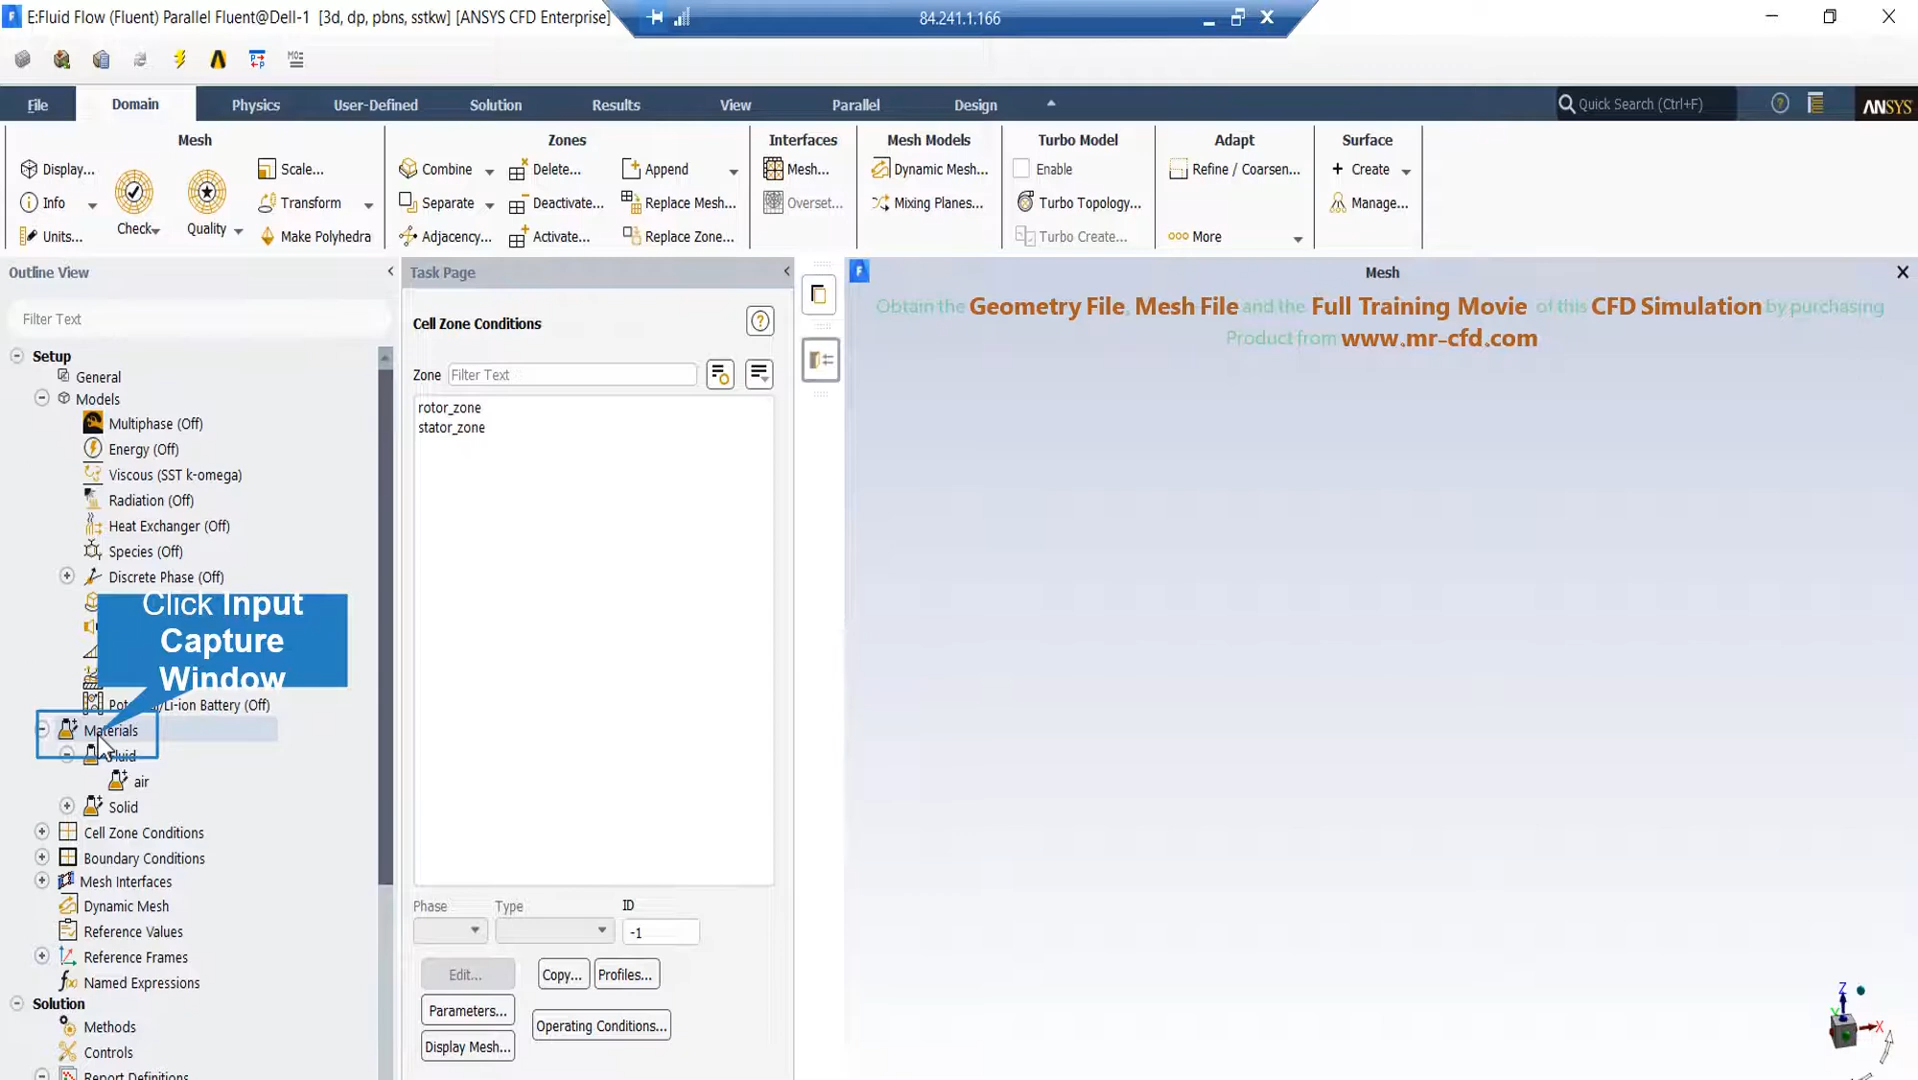 E:Fluid Flow (Fluent) Parallel Fluent@Dell-1 [3d, dp, pbns, sstkw] [ANSYS CFD Enterprise]
84.241.1.166
File
Domain
Physics
User-Defined
Solution
Results
View
Parallel
Design
Quick Search (Ctrl+F)
ANSYS
Mesh
Display...
Info
Units...
Check
Quality
Scale...
Transform
Make Polyhedra
Zones
Combine
Separate
Adjacency...
Delete...
Deactivate...
Activate...
Append
Replace Mesh...
Replace Zone...
Interfaces
Mesh...
Overset...
Mesh Models
Dynamic Mesh...
Mixing Planes...
Turbo Model
Enable
Turbo Topology...
Turbo Create...
Adapt
Refine / Coarsen...
More
Surface
+ Create
Manage...
Outline View
Filter Text
Setup
General
Models
Multiphase (Off)
Energy (Off)
Viscous (SST k-omega)
Radiation (Off)
Heat Exchanger (Off)
Species (Off)
Discrete Phase (Off)
Click Input
Capture
Window
/Li-ion Battery (Off)
Materials
Fluid
air
Solid
Cell Zone Conditions
Boundary Conditions
Mesh Interfaces
Dynamic Mesh
Reference Values
Reference Frames
Named Expressions
Solution
Methods
Controls
Report Definitions
Task Page
Cell Zone Conditions
Zone
Filter Text
rotor_zone
stator_zone
Phase
Type
ID
-1
Edit...
Copy...
Profiles...
Parameters...
Operating Conditions...
Display Mesh...
Mesh
Obtain the Geometry File, Mesh File and the Full Training Movie of this CFD Simulation by purchasing
Product from www.mr-cfd.com
Z
Y
X